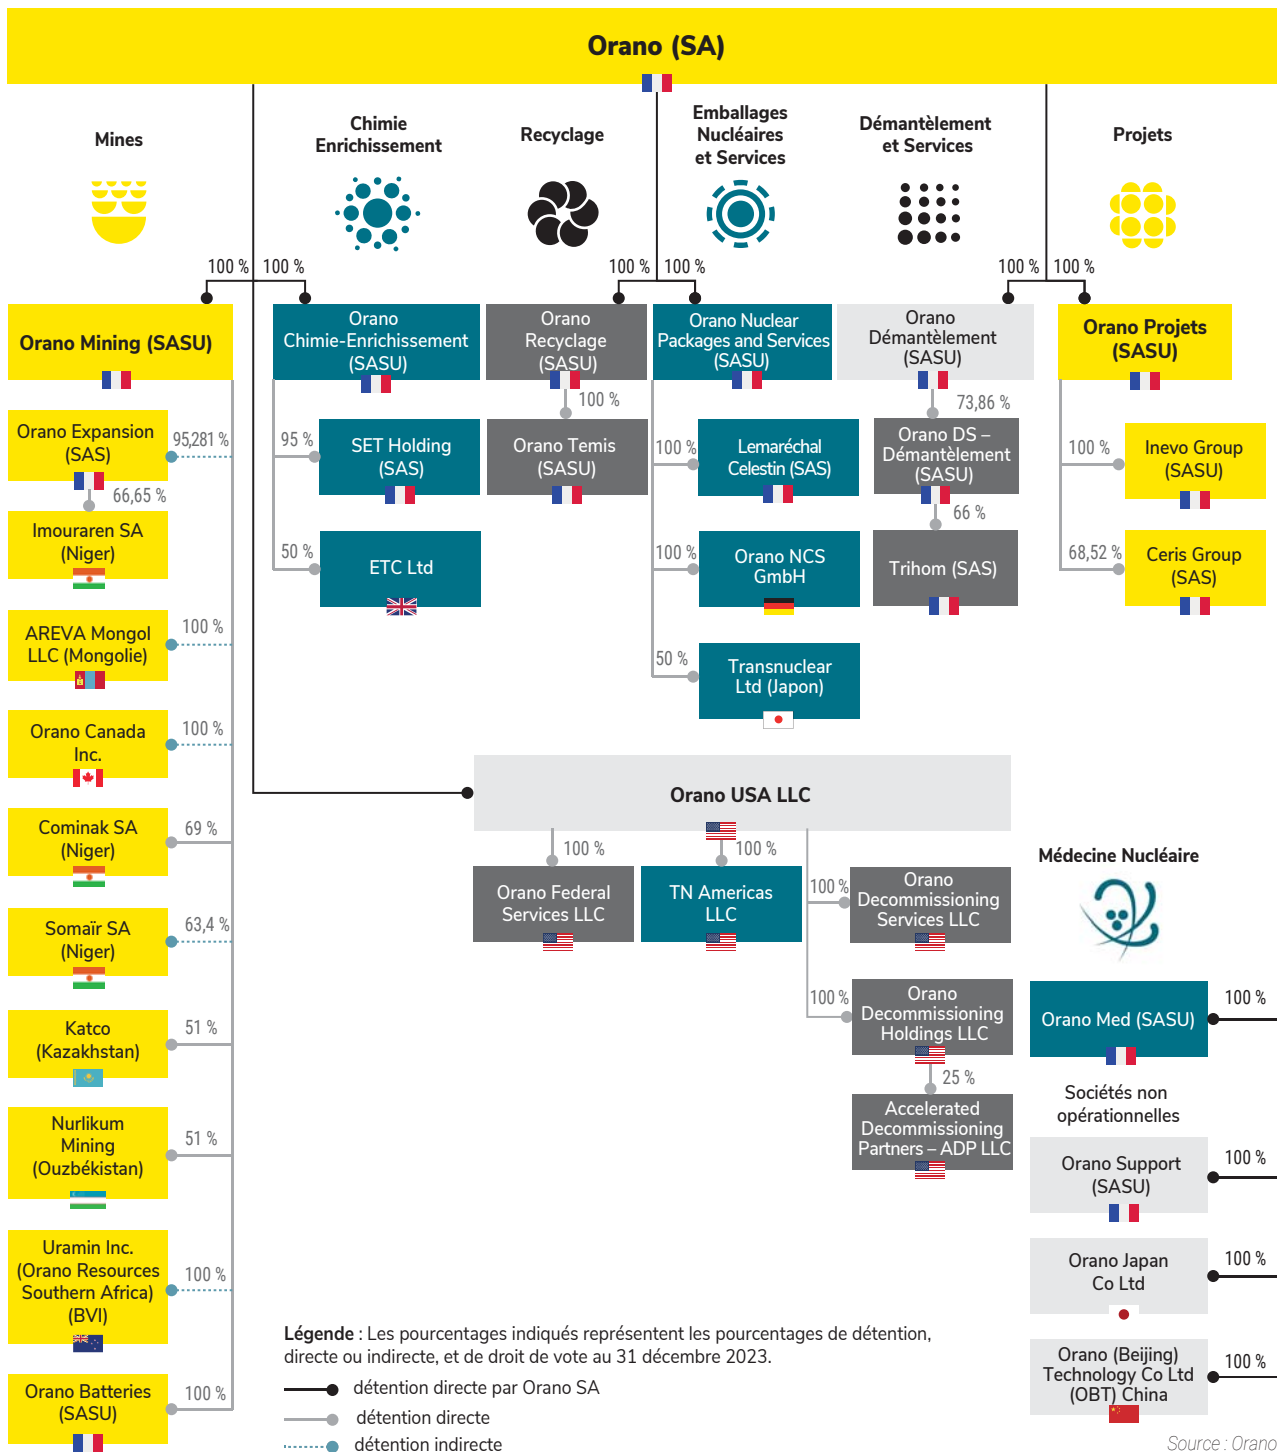 Orano (SA)
Mines
Chimie
Enrichissement
Recyclage
Emballages
Nucléaires
et Services
Démantèlement
et Services
Projets
100 %
100 %
100 %
100 %
100 %
100 %
Orano Mining (SASU)
Orano
Chimie-Enrichissement
(SASU)
Orano
Recyclage
(SASU)
Orano Nuclear
Packages and Services
(SASU)
Orano
Démantèlement
(SASU)
Orano Projets
(SASU)
Orano Expansion
(SAS)
95,281 %
66,65 %
Imouraren SA
(Niger)
AREVA Mongol
LLC (Mongolie)
100 %
Orano Canada
Inc.
100 %
Cominak SA
(Niger)
69 %
Somaïr SA
(Niger)
63,4 %
Katco
(Kazakhstan)
51 %
Nurlikum
Mining
(Ouzbékistan)
51 %
Uramin Inc.
(Orano Resources
Southern Africa)
(BVI)
100 %
Orano Batteries
(SASU)
100 %
95 %
SET Holding
(SAS)
50 %
ETC Ltd
100 %
Orano Temis
(SASU)
100 %
Lemaréchal
Celestin (SAS)
100 %
Orano NCS
GmbH
50 %
Transnuclear
Ltd (Japon)
73,86 %
Orano DS –
Démantèlement
(SASU)
66 %
Trihom (SAS)
100 %
Inevo Group
(SASU)
68,52 %
Ceris Group
(SAS)
Orano USA LLC
100 %
Orano Federal
Services LLC
100 %
TN Americas
LLC
100 %
Orano
Decommissioning
Services LLC
100 %
Orano
Decommissioning
Holdings LLC
25 %
Accelerated
Decommissioning
Partners – ADP LLC
Médecine Nucléaire
Orano Med (SASU)
100 %
Sociétés non
opérationnelles
Orano Support
(SASU)
100 %
Orano Japan
Co Ltd
100 %
Orano (Beijing)
Technology Co Ltd
(OBT) China
100 %
Légende : Les pourcentages indiqués représentent les pourcentages de détention,
directe ou indirecte, et de droit de vote au 31 décembre 2023.
détention directe par Orano SA
détention directe
détention indirecte
Source : Orano